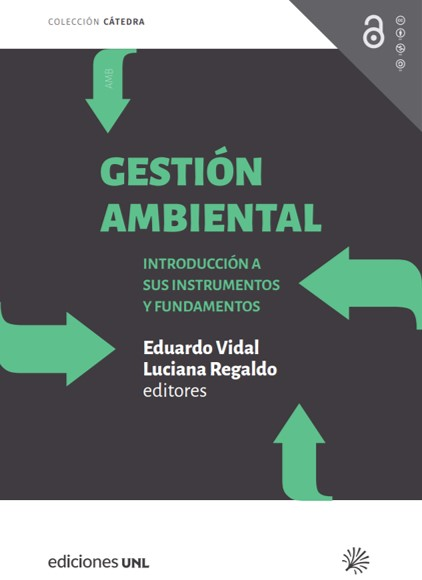 COLECCIÓN CÁTEDRA
AMB
GESTIÓN
AMBIENTAL
INTRODUCCIÓN A
SUS INSTRUMENTOS
Y FUNDAMENTOS
Eduardo Vidal
Luciana Regaldo
editores
ediciones UNL